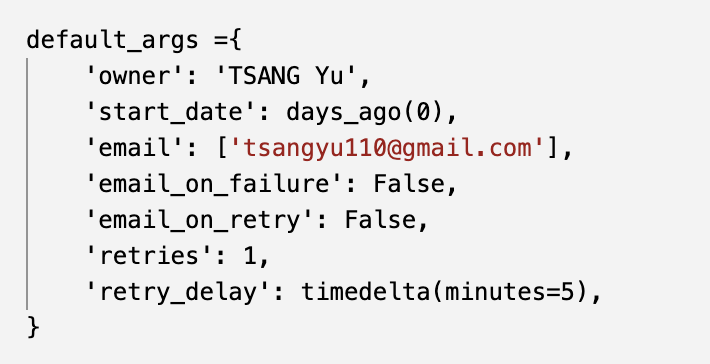 default_args ={
    'owner': 'TSANG Yu',
    'start_date': days_ago(0),
    'email': ['tsangyu110@gmail.com'],
    'email_on_failure': False,
    'email_on_retry': False,
    'retries': 1,
    'retry_delay': timedelta(minutes=5),
}